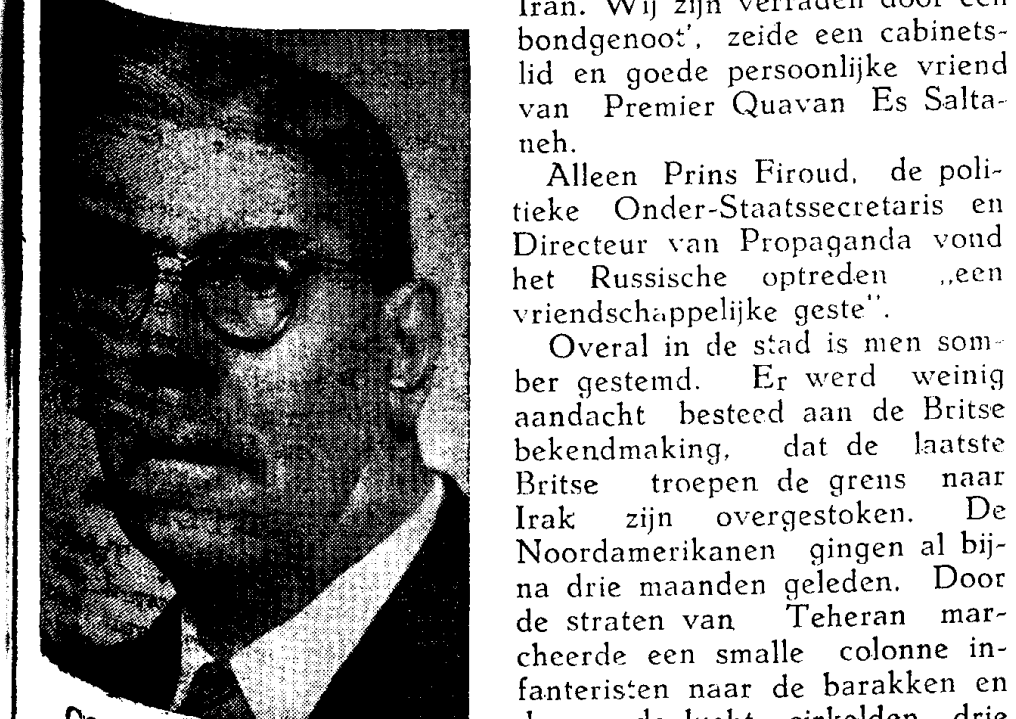 Iran. Wij zijn verraden door een
bondgenoot', zeide een cabinets-
lid en goede persoonlijke vriend
van Premier Quavan Es Salta-
neh.
Alleen Prins Firoud, de poli-
tieke Onder-Staatssecretaris en
Directeur van Propaganda vond
het Russische optreden „een
vriendschappelijke geste".
Overal in de stad is men som-
ber gestemd. Er werd weinig
aandacht besteed aan de Britse
bekendmaking, dat de laatste
Britse troepen de grens naar
Irak zijn overgestoken. De
Noordamerikanen gingen al bij-
na drie maanden geleden. Door
de straten van Teheran mar-
cheerde een smalle colonne in-
fanteristen naar de barakken en
de lucht cirkelden drie